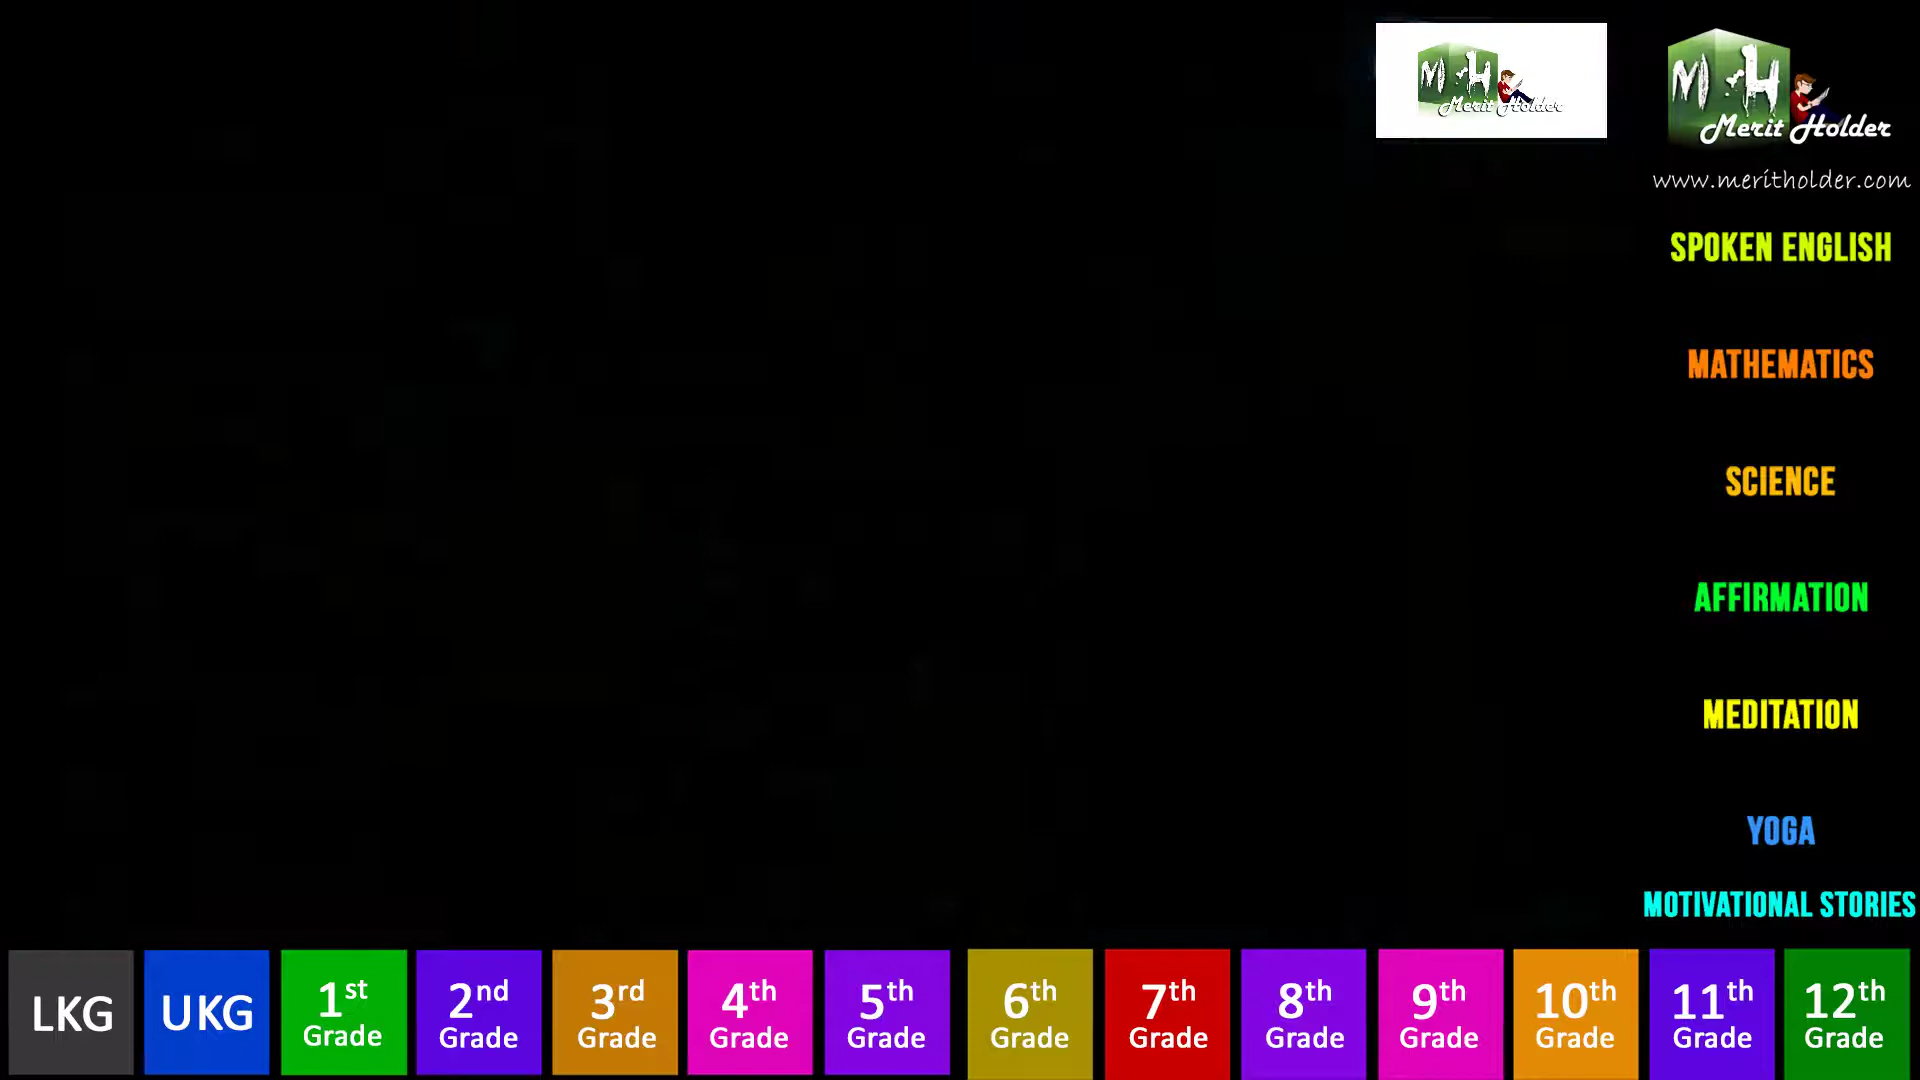 M.H
Merit Holder
M.H
Merit Holder
www.meritholder.com
SPOKEN ENGLISH
MATHEMATICS
SCIENCE
AFFIRMATION
MEDITATION
YOGA
MOTIVATIONAL STORIES
LKG
UKG
1st
Grade
2nd
Grade
3rd
Grade
4th
Grade
5th
Grade
6th
Grade
7th
Grade
8th
Grade
9th
Grade
10th
Grade
11th
Grade
12th
Grade